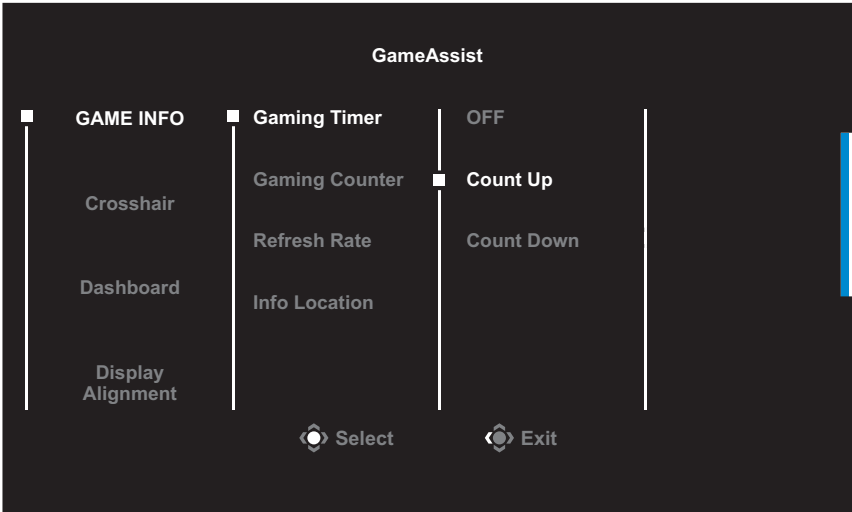 GameAssist
GAME INFO
Gaming Timer
OFF
Gaming Counter
Count Up
Crosshair
Refresh Rate
Count Down
Dashboard
Info Location
Display
Alignment
Select
Exit